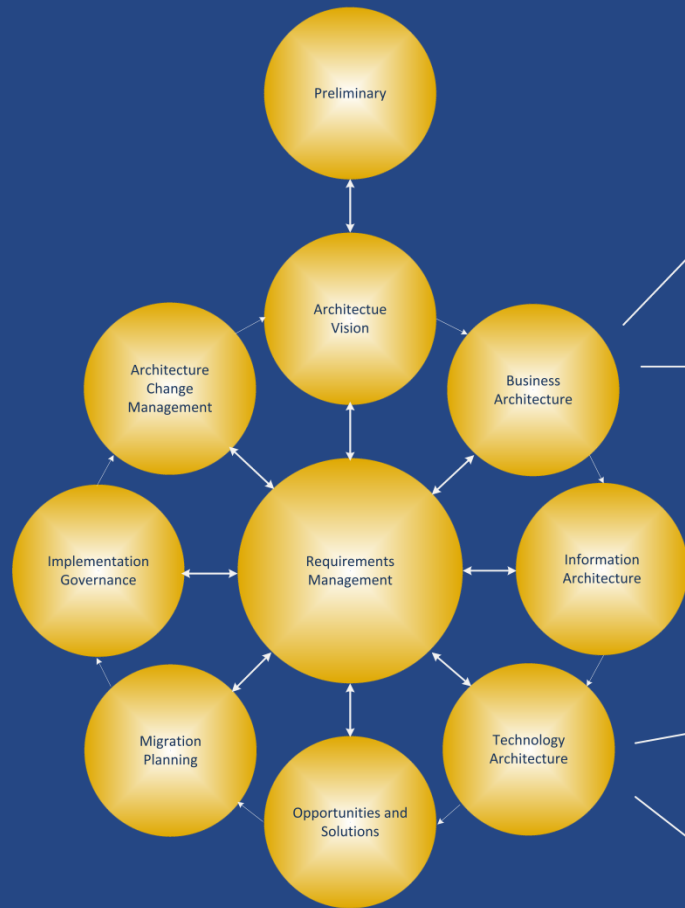 Preliminary
Architectue
Vision
Architecture
Change
Management
Business
Architecture
Implementation
Governance
Requirements
Management
Information
Architecture
Migration
Planning
Technology
Architecture
Opportunities and
Solutions